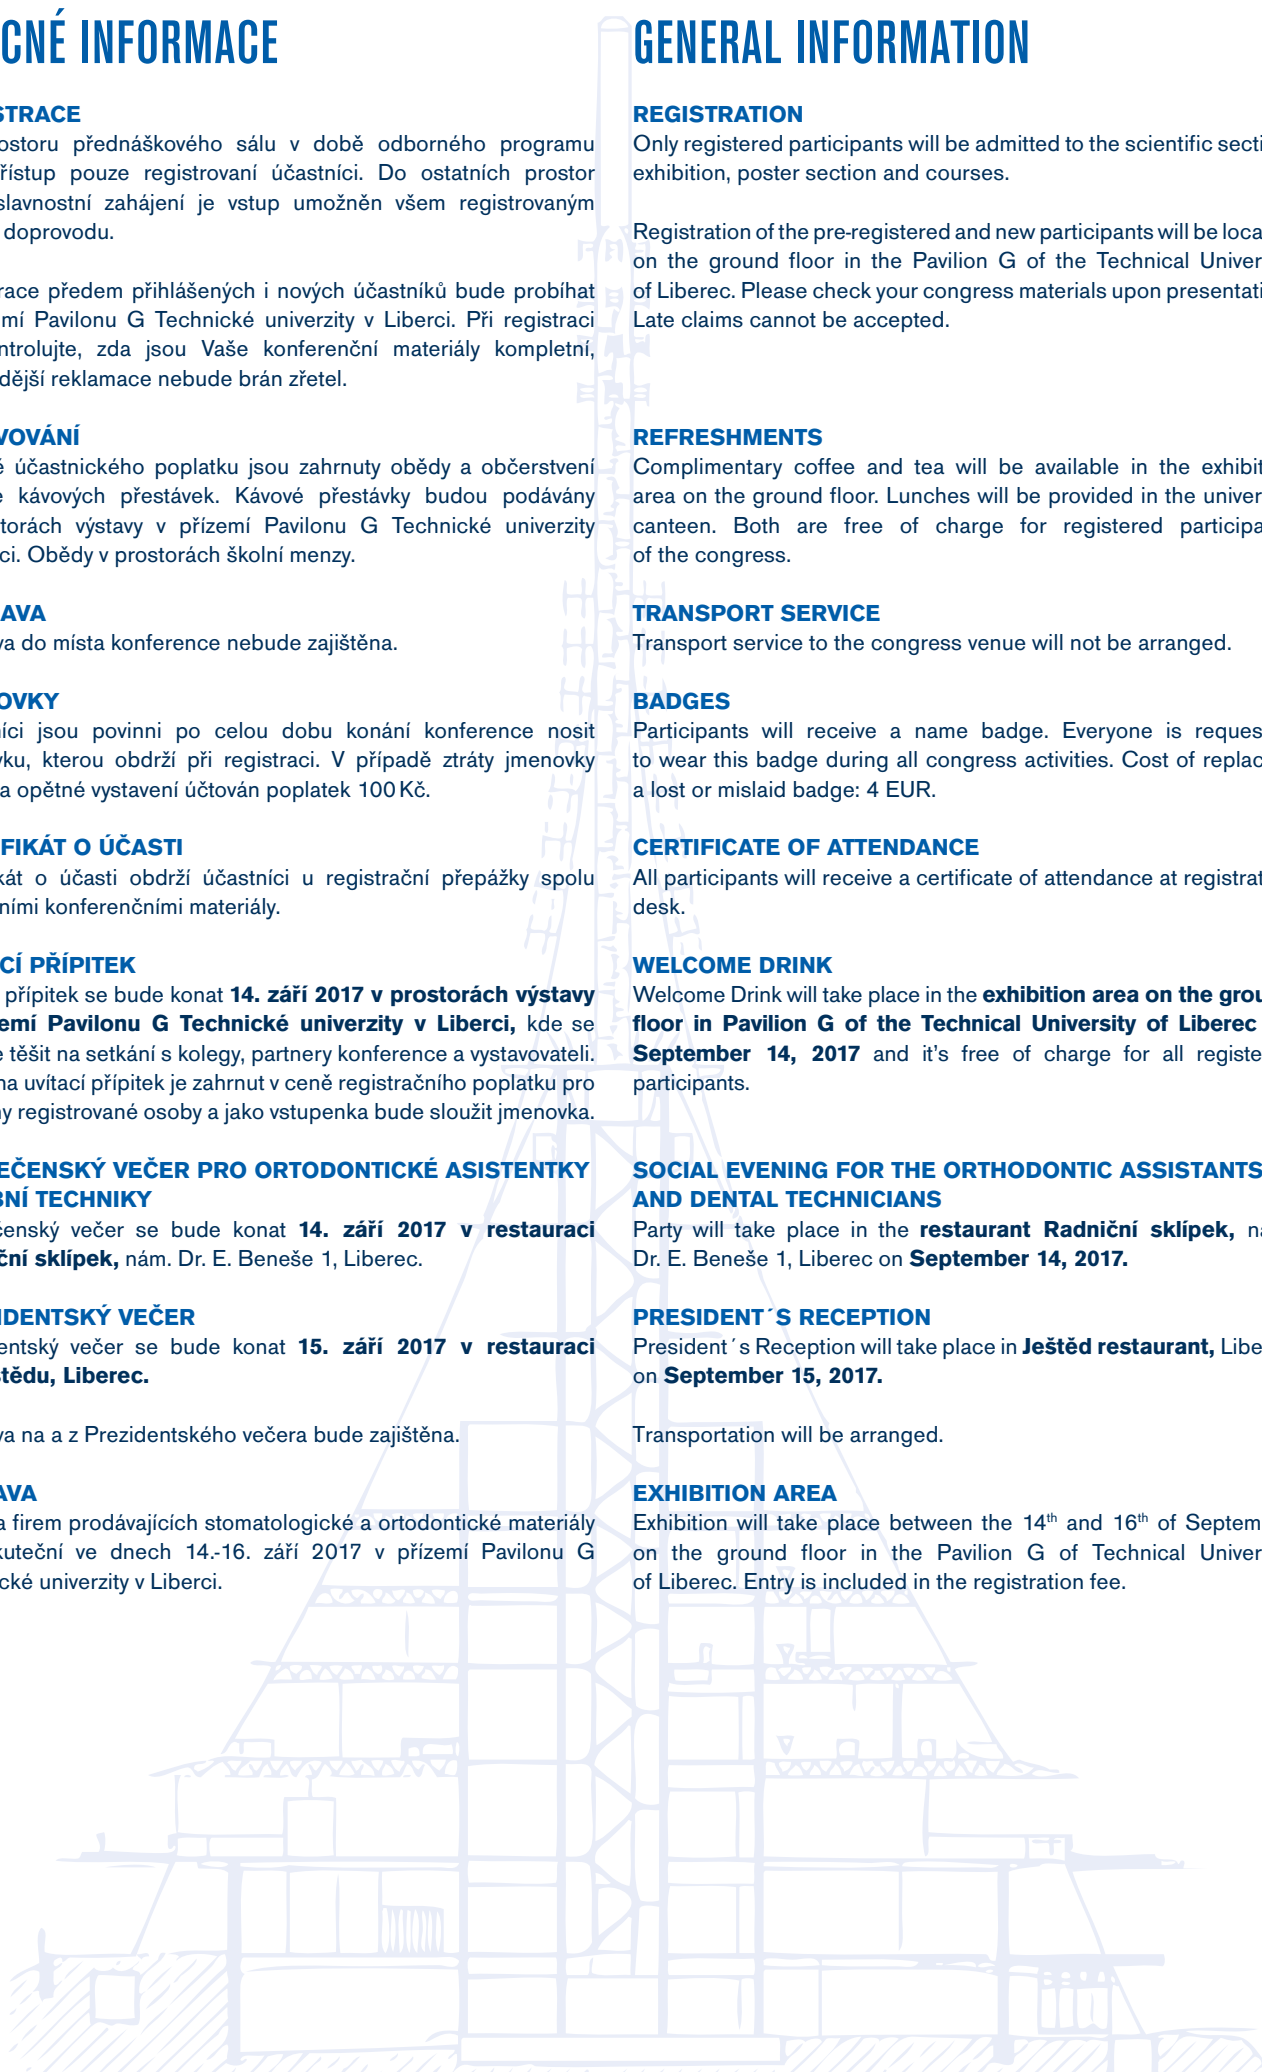 CNÉ INFORMACE
STRACE
ostoru přednáškového sálu v době odborného programu
řístup pouze registrovaní účastníci. Do ostatních prostor
slavnostní zahájení je vstup umožněn všem registrovaným
doprovodu.
race předem přihlášených i nových účastníků bude probíhat
mí Pavilonu G Technické univerzity v Liberci. Při registraci
ntrolujte, zda jsou Vaše konferenční materiály kompletní,
dější reklamace nebude brán zřetel.
VOVÁNÍ
ě účastnického poplatku jsou zahrnuty obědy a občerstvení
e kávových přestávek. Kávové přestávky budou podávány
torách výstavy v přízemí Pavilonu G Technické univerzity
ci. Obědy v prostorách školní menzy.
AVA
va do místa konference nebude zajištěna.
OVKY
íci jsou povinni po celou dobu konání konference nosit
vku, kterou obdrží při registraci. V případě ztráty jmenovky
a opětné vystavení účtován poplatek 100 Kč.
FIKÁT O ÚČASTI
kát o účasti obdrží účastníci u registrační přepážky spolu
ními konferenčními materiály.
CÍ PŘÍPITEK
přípitek se bude konat 14. září 2017 v prostorách výstavy
emí Pavilonu G Technické univerzity v Liberci, kde se
e těšit na setkání s kolegy, partnery konference a vystavovateli.
na uvítací přípitek je zahrnut v ceně registračního poplatku pro
ny registrované osoby a jako vstupenka bude sloužit jmenovka.
EČENSKÝ VEČER PRO ORTODONTICKÉ ASISTENTKY
BNÍ TECHNIKY
čenský večer se bude konat 14. září 2017 v restauraci
ční sklípek, nám. Dr. E. Beneše 1, Liberec.
IDENTSKÝ VEČER
entský večer se bude konat 15. září 2017 v restauraci
štědu, Liberec.
va na a z Prezidentského večera bude zajištěna.
AVA
a firem prodávajících stomatologické a ortodontické materiály
kuteční ve dnech 14.-16. září 2017 v přízemí Pavilonu G
cké univerzity v Liberci.
GENERAL INFORMATION
REGISTRATION
Only registered participants will be admitted to the scientific secti
exhibition, poster section and courses.
Registration of the pre-registered and new participants will be loca
on the ground floor in the Pavilion G of the Technical Univer
of Liberec. Please check your congress materials upon presentati
Late claims cannot be accepted.
REFRESHMENTS
Complimentary coffee and tea will be available in the exhibit
area on the ground floor. Lunches will be provided in the univer
canteen. Both are free of charge for registered participa
of the congress.
TRANSPORT SERVICE
Transport service to the congress venue will not be arranged.
BADGES
Participants will receive a name badge. Everyone is reques
to wear this badge during all congress activities. Cost of replac
a lost or mislaid badge: 4 EUR.
CERTIFICATE OF ATTENDANCE
All participants will receive a certificate of attendance at registrat
desk.
WELCOME DRINK
Welcome Drink will take place in the exhibition area on the grou
floor in Pavilion G of the Technical University of Liberec
September 14, 2017 and it's free of charge for all registe
participants.
SOCIAL EVENING FOR THE ORTHODONTIC ASSISTANTS
AND DENTAL TECHNICIANS
Party will take place in the restaurant Radniční sklípek, ná
Dr. E. Beneše 1, Liberec on September 14, 2017.
PRESIDENT´S RECEPTION
President´s Reception will take place in Ještěd restaurant, Libe
on September 15, 2017.
Transportation will be arranged.
EXHIBITION AREA
Exhibition will take place between the 14th and 16th of Septem
on the ground floor in the Pavilion G of Technical Univer
of Liberec. Entry is included in the registration fee.